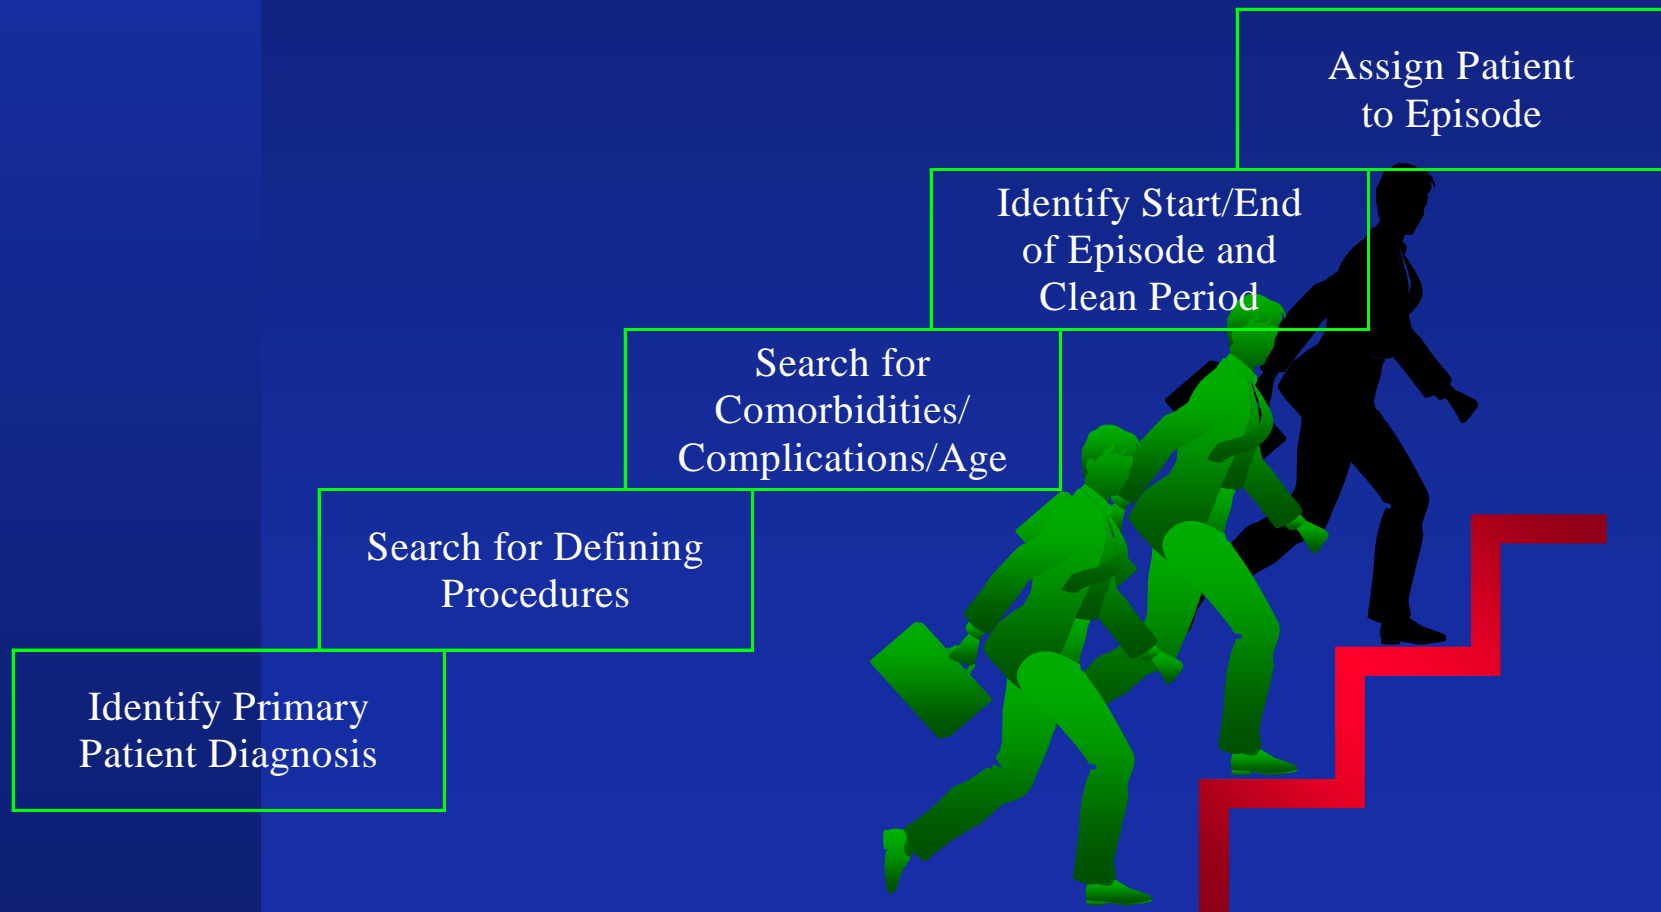 Assign Patient
to Episode
Identify Start/End
of Episode and
Clean Period
Search for
Comorbidities/
Complications/Age
Search for Defining
Procedures
Identify Primary
Patient Diagnosis